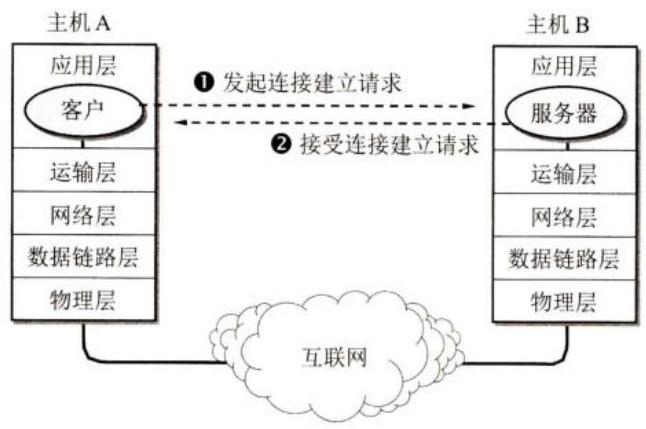 主机 A
主机 B
应用层
应用层
❶ 发起连接建立请求
客户
服务器
❷ 接受连接建立请求
运输层
运输层
网络层
网络层
数据链路层
数据链路层
物理层
物理层
互联网